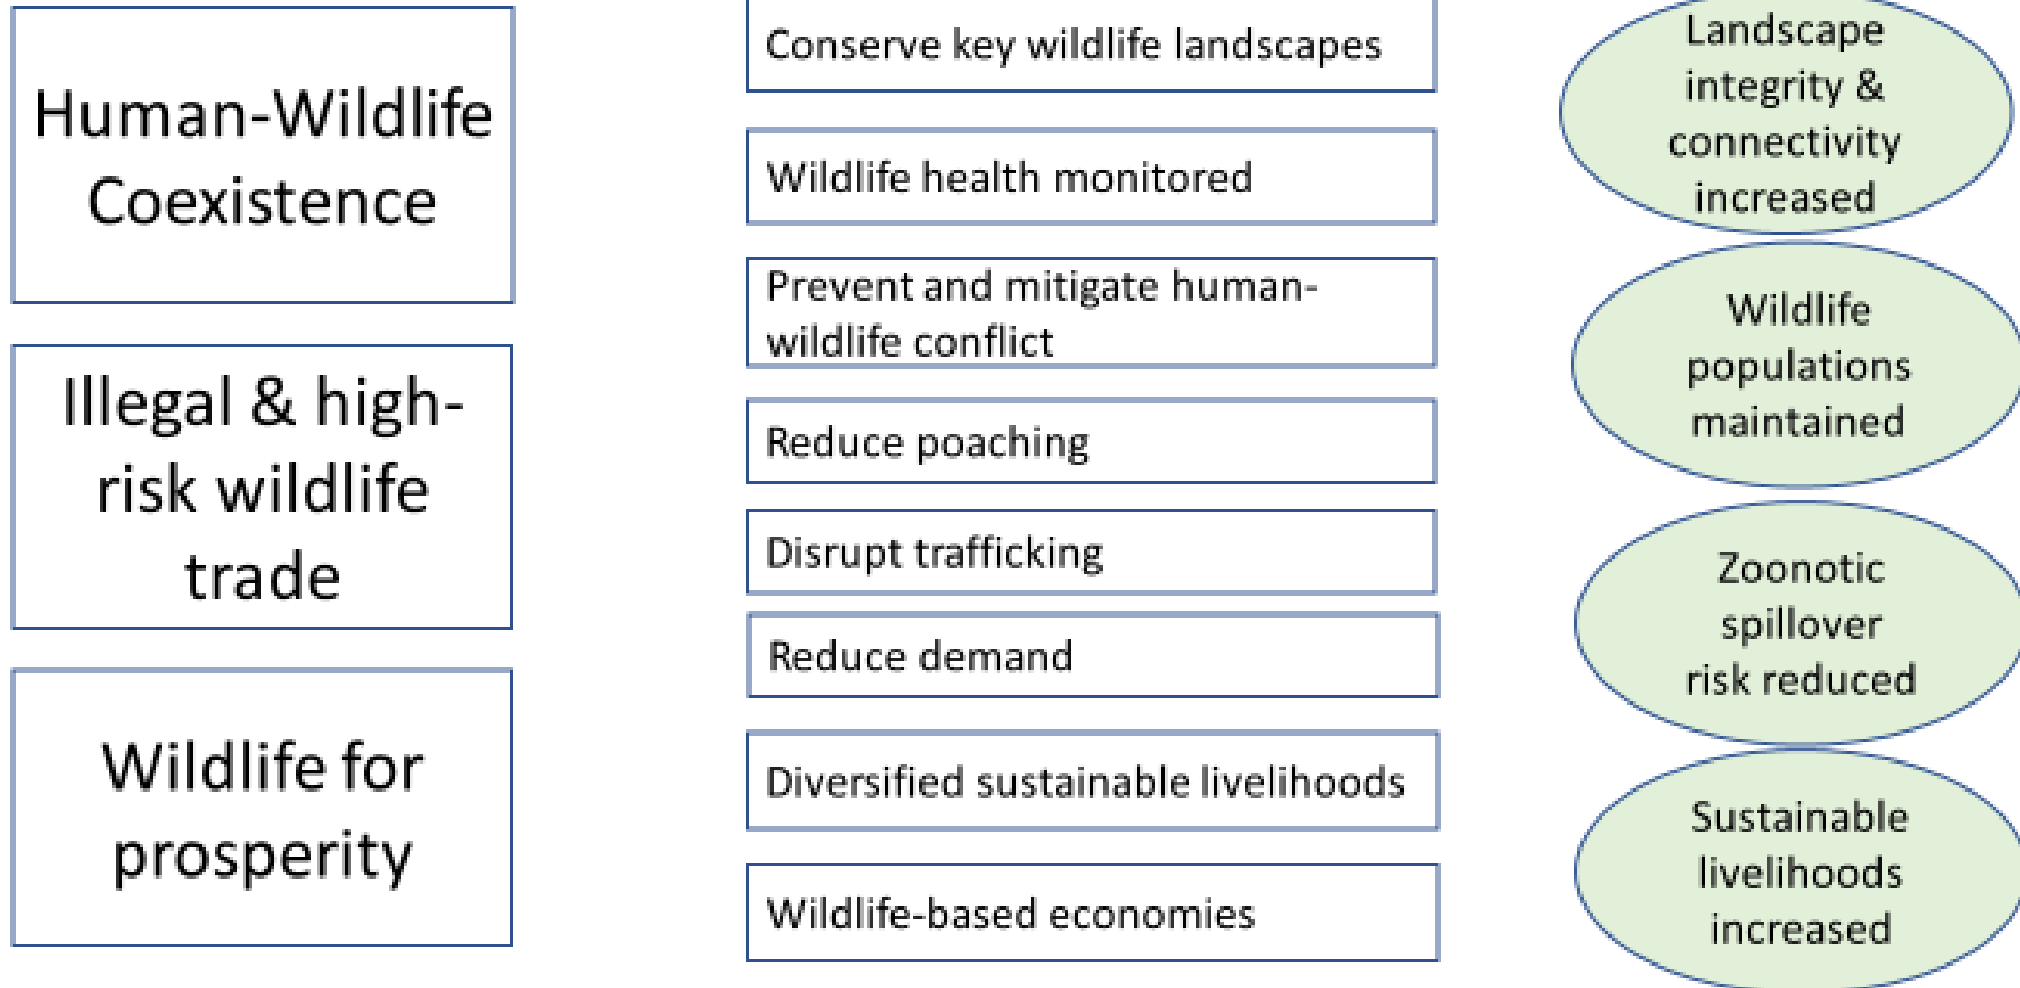 Human-Wildlife
Coexistence
Illegal & high-
risk wildlife
trade
Wildlife for
prosperity
Conserve key wildlife landscapes
Wildlife health monitored
Prevent and mitigate human-
wildlife conflict
Reduce poaching
Disrupt trafficking
Reduce demand
Diversified sustainable livelihoods
Wildlife-based economies
Landscape
integrity &
connectivity
increased
Wildlife
populations
maintained
Zoonotic
spillover
risk reduced
Sustainable
livelihoods
increased